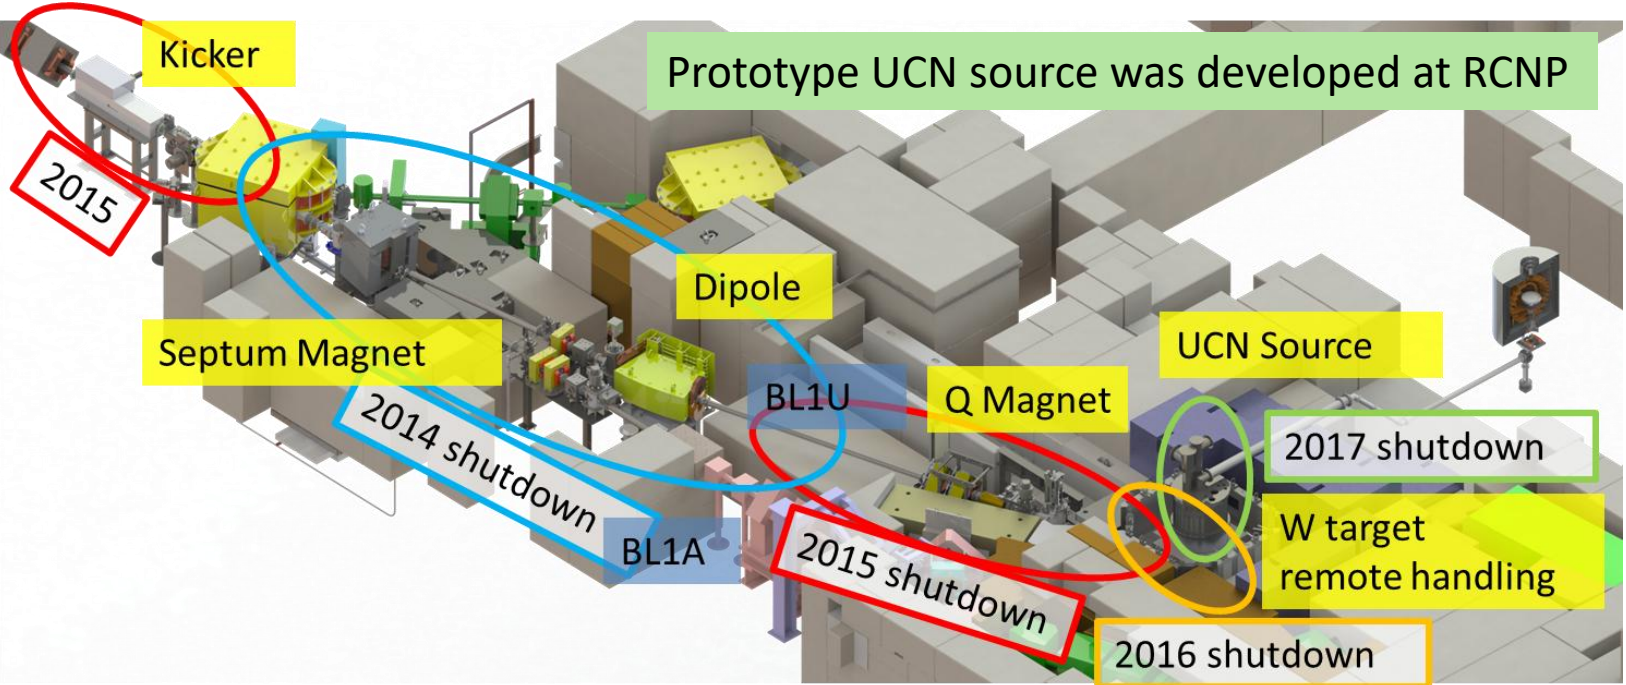 Kicker
Prototype UCN source was developed at RCNP
2015
Dipole
Septum Magnet
UCN Source
BL1U
Q Magnet
2014 shutdown
2017 shutdown
BL1A
2015 shutdown
W target
remote handling
2016 shutdown